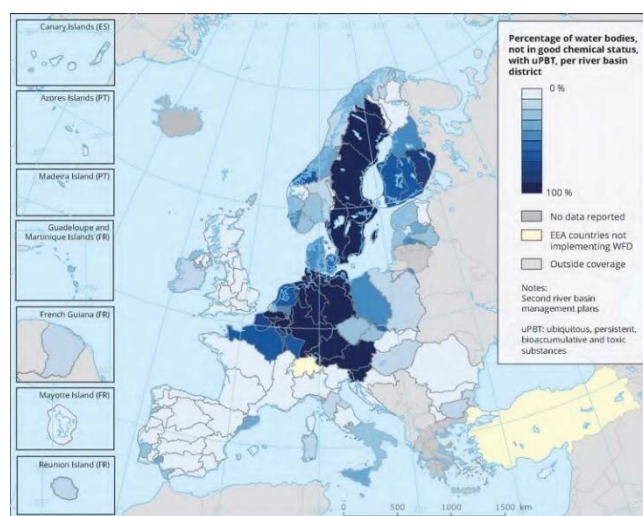 Canary Islands (ES)
Azores Islands (PT)
Madeira Island (PT)
Guadeloupe and
Martinique Islands (FR)
French Guiana (FR)
Mayotte Island (FR)
Réunion Island (FR)
Percentage of water bodies,
not in good chemical status,
with uPBT, per river basin
district
0 %
100 %
No data reported
EEA countries not
implementing WFD
Outside coverage
Notes:
Second river basin
management plans
uPBT: ubiquitous, persistent,
bioaccumulative and toxic
substances
0 500 1000 1500 km